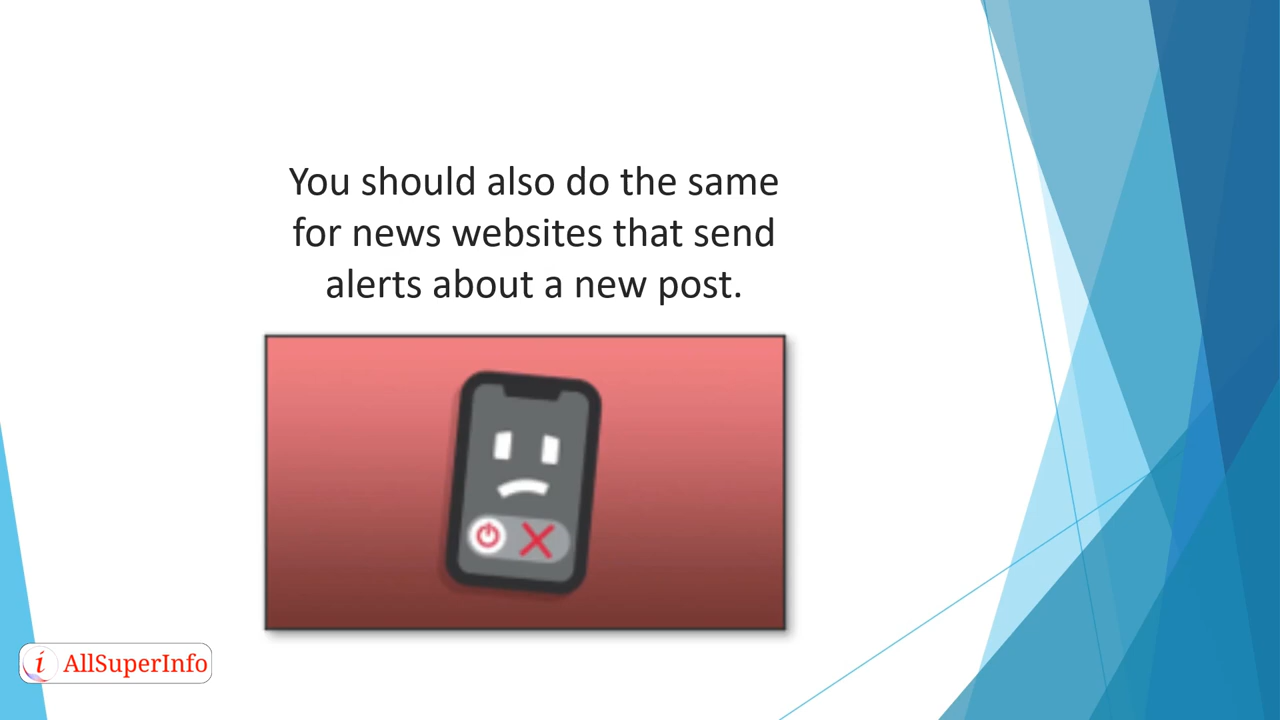 You should also do the same
for news websites that send
alerts about a new post.
i AllSuperInfo